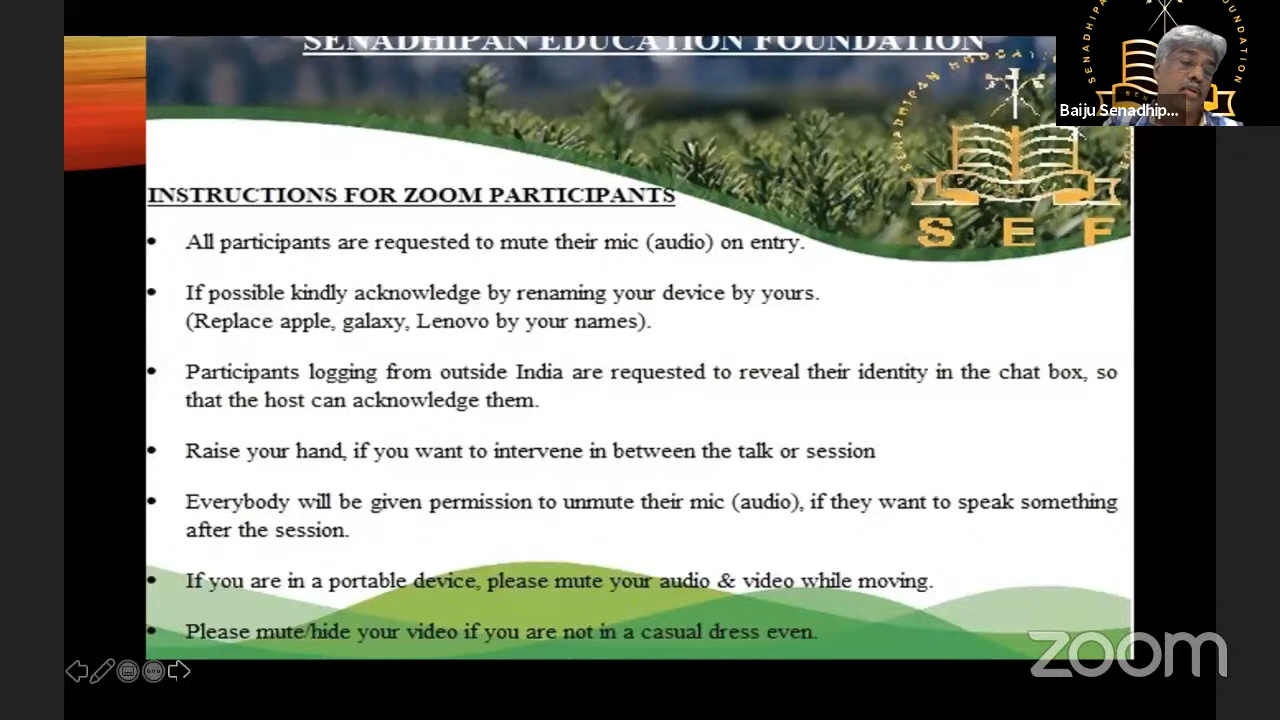 SENADHIPAN EDUCATION FOUNDATION
INSTRUCTIONS FOR ZOOM PARTICIPANTS
• All participants are requested to mute their mic (audio) on entry.
• If possible kindly acknowledge by renaming your device by yours.
(Replace apple, galaxy, Lenovo by your names).
• Participants logging from outside India are requested to reveal their identity in the chat box, so
that the host can acknowledge them.
• Raise your hand, if you want to intervene in between the talk or session
• Everybody will be given permission to unmute their mic (audio), if they want to speak something
after the session.
• If you are in a portable device, please mute your audio & video while moving.
• Please mute/hide your video if you are not in a casual dress even.
SEF
Baiju Senadhip...
zoom